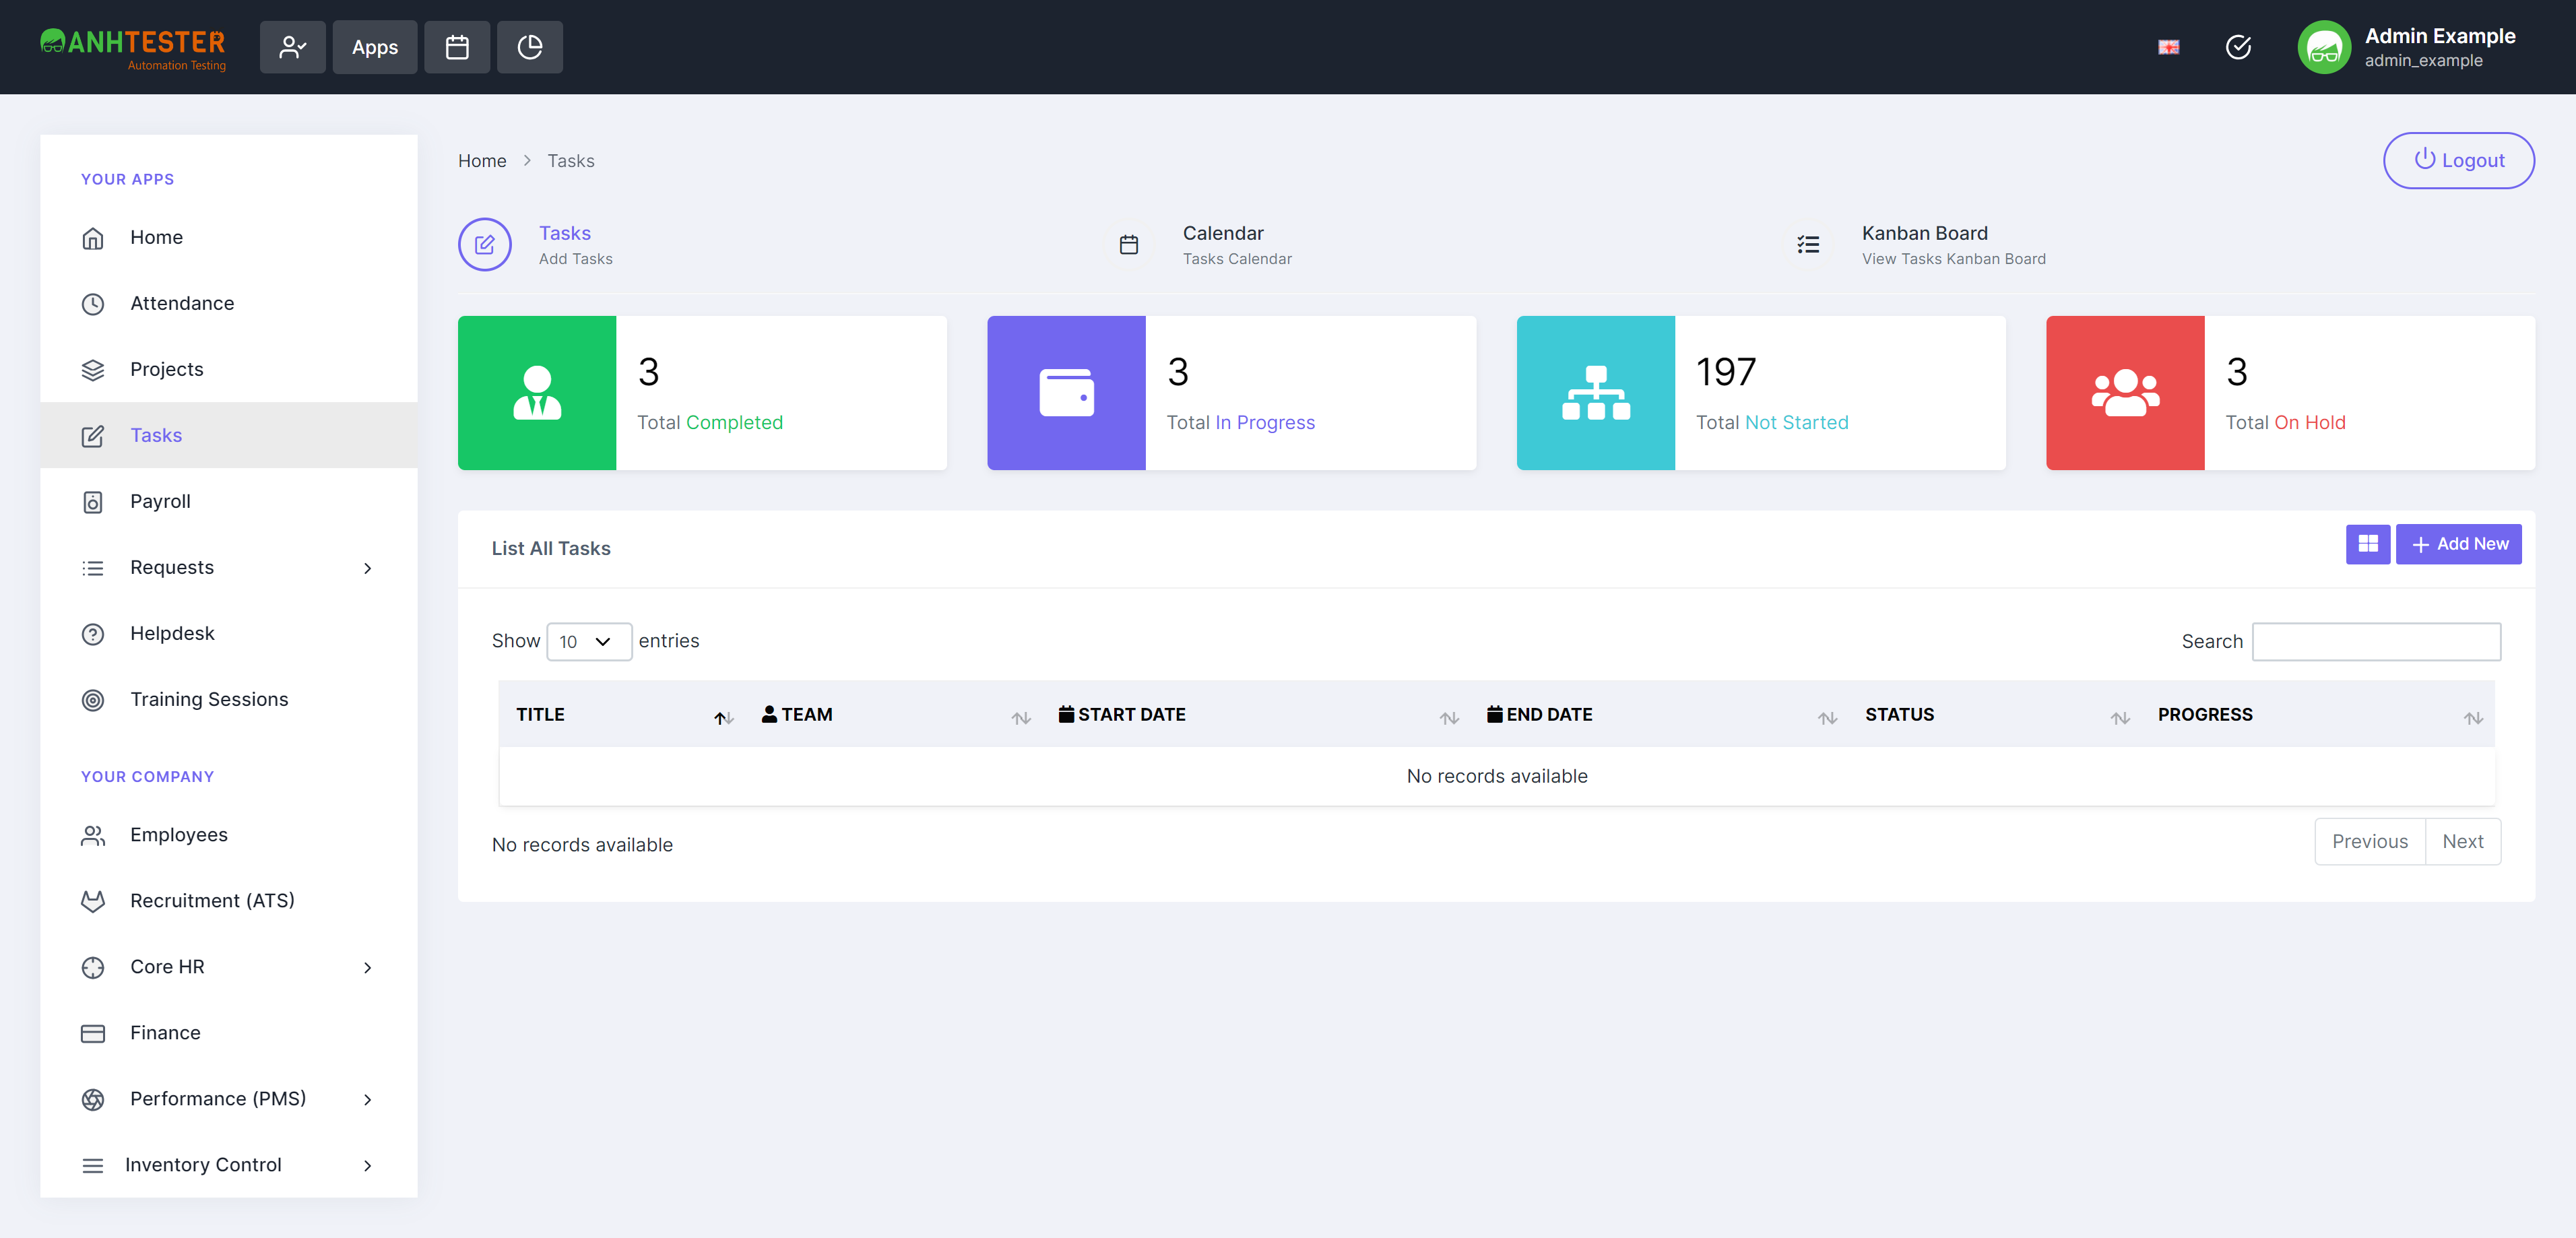 ANHTESTER
Automation Testing
Apps
Admin Example
admin_example
YOUR APPS
Home
Attendance
Projects
Tasks
Payroll
Requests
Helpdesk
Training Sessions
YOUR COMPANY
Employees
Recruitment (ATS)
Core HR
Finance
Performance (PMS)
Inventory Control
Home > Tasks
Logout
Tasks
Add Tasks
Calendar
Tasks Calendar
Kanban Board
View Tasks Kanban Board
3
Total Completed
3
Total In Progress
197
Total Not Started
3
Total On Hold
List All Tasks
Add New
Show 10 entries
Search
TITLE TEAM START DATE END DATE STATUS PROGRESS
No records available
No records available
Previous Next